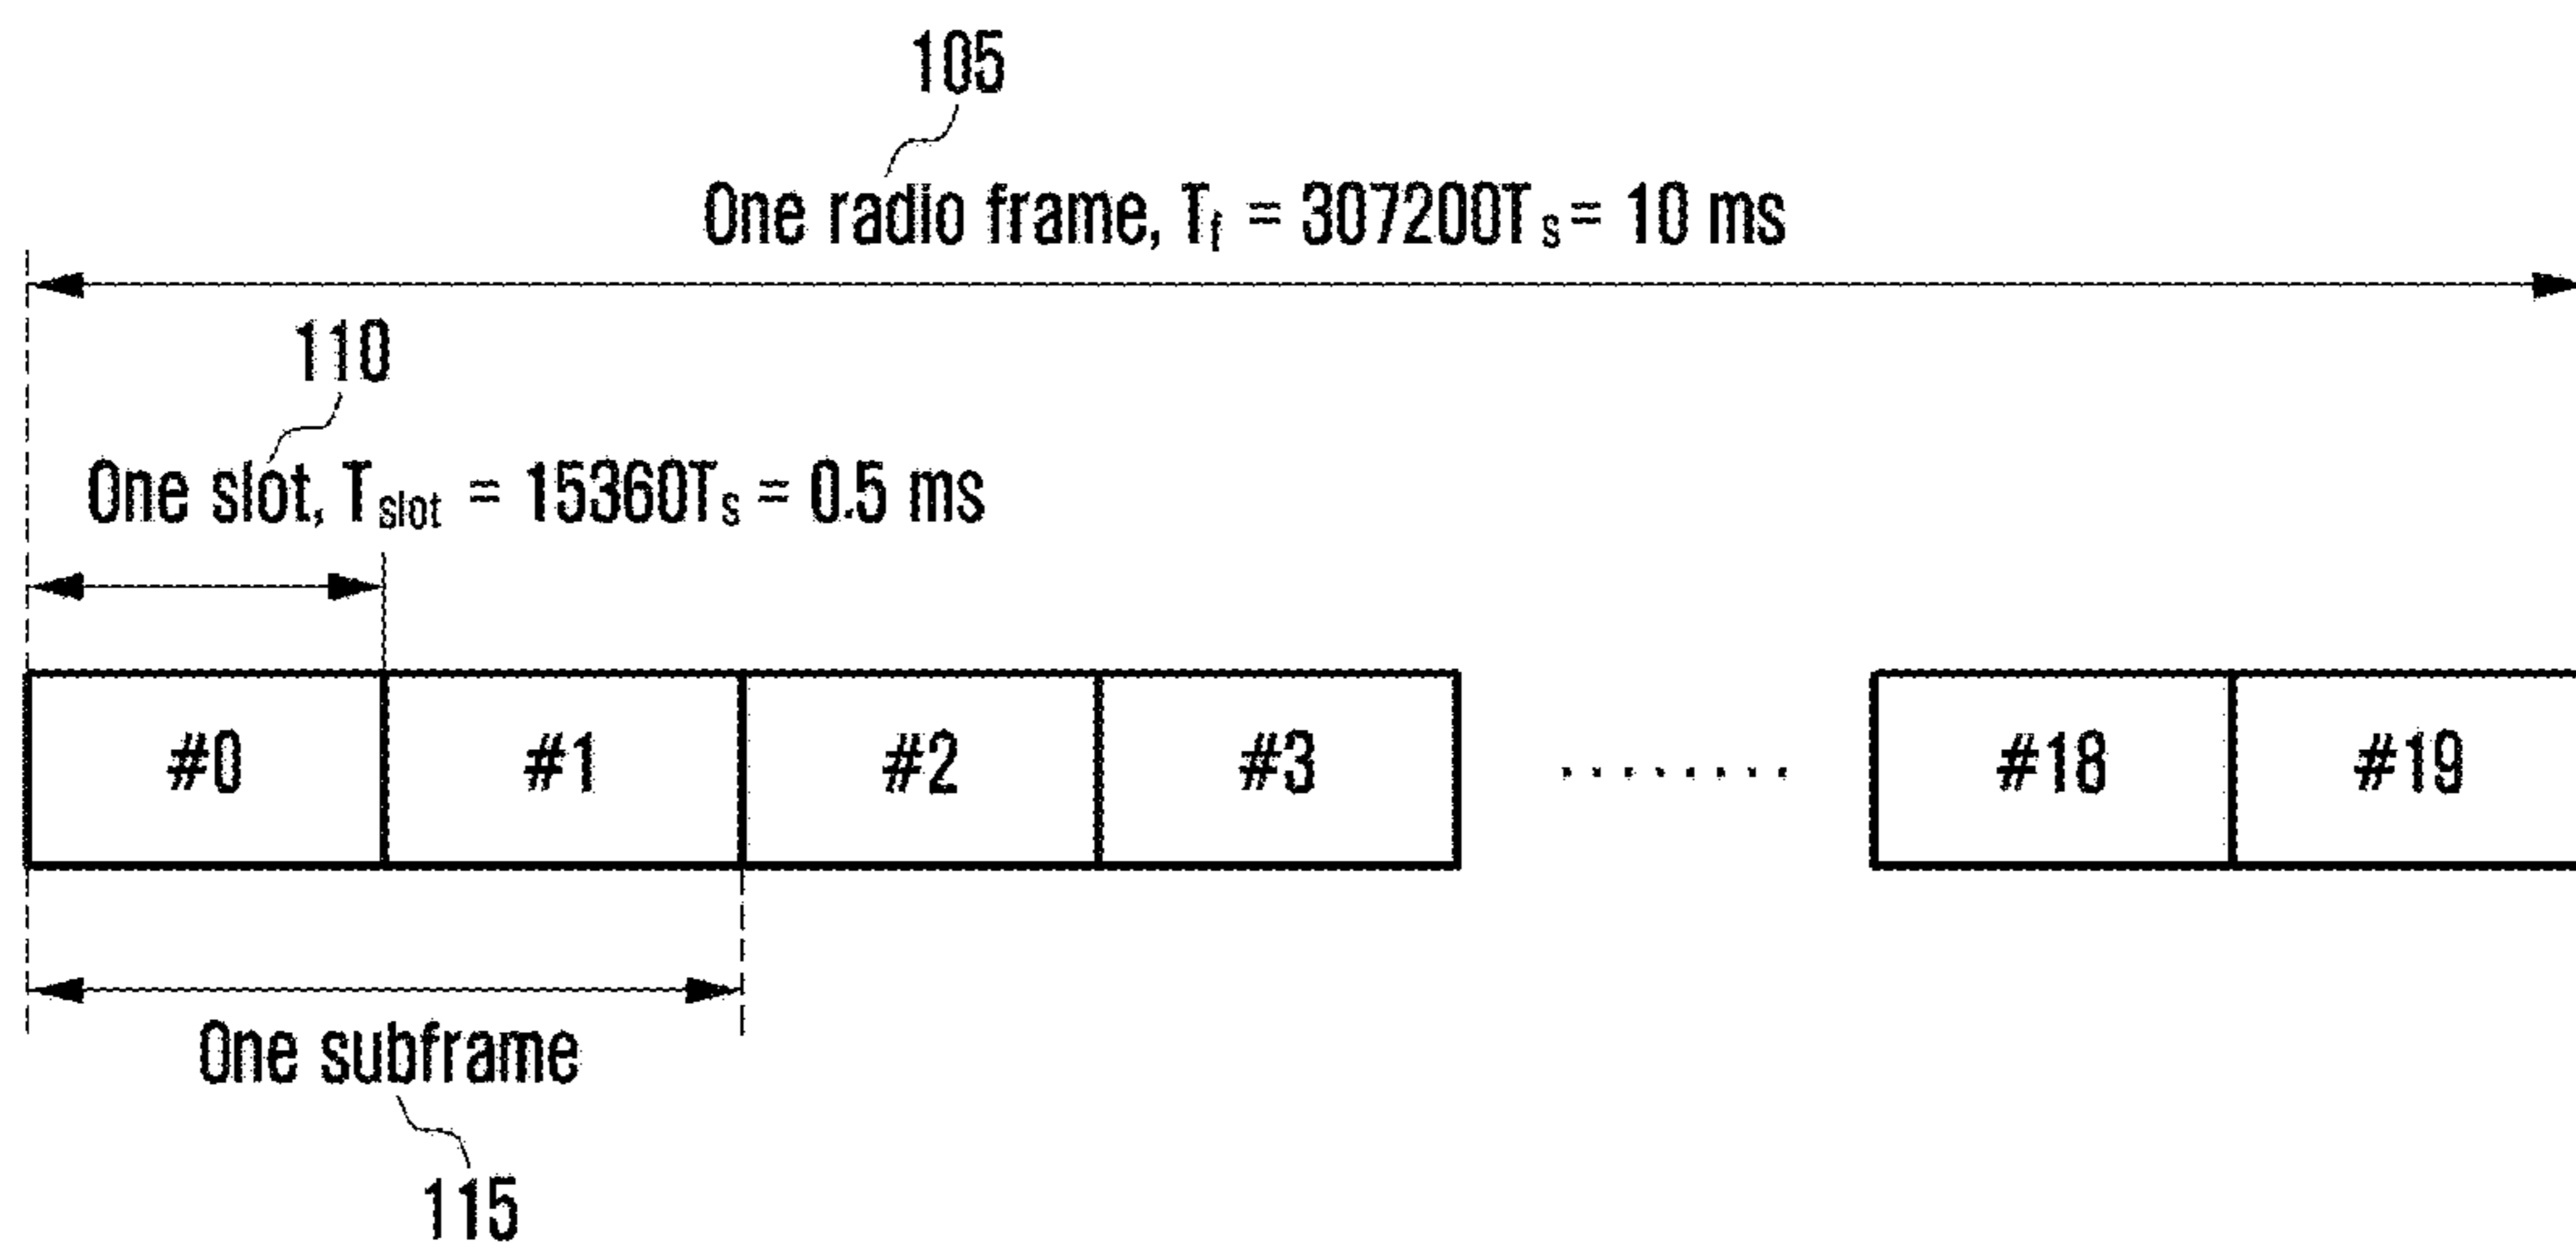 105
One radio frame, Tf = 307200Ts = 10 ms
110
One slot, Tslot = 15360Ts = 0.5 ms
#0 #1 #2 #3 ........ #18 #19
One subframe
115